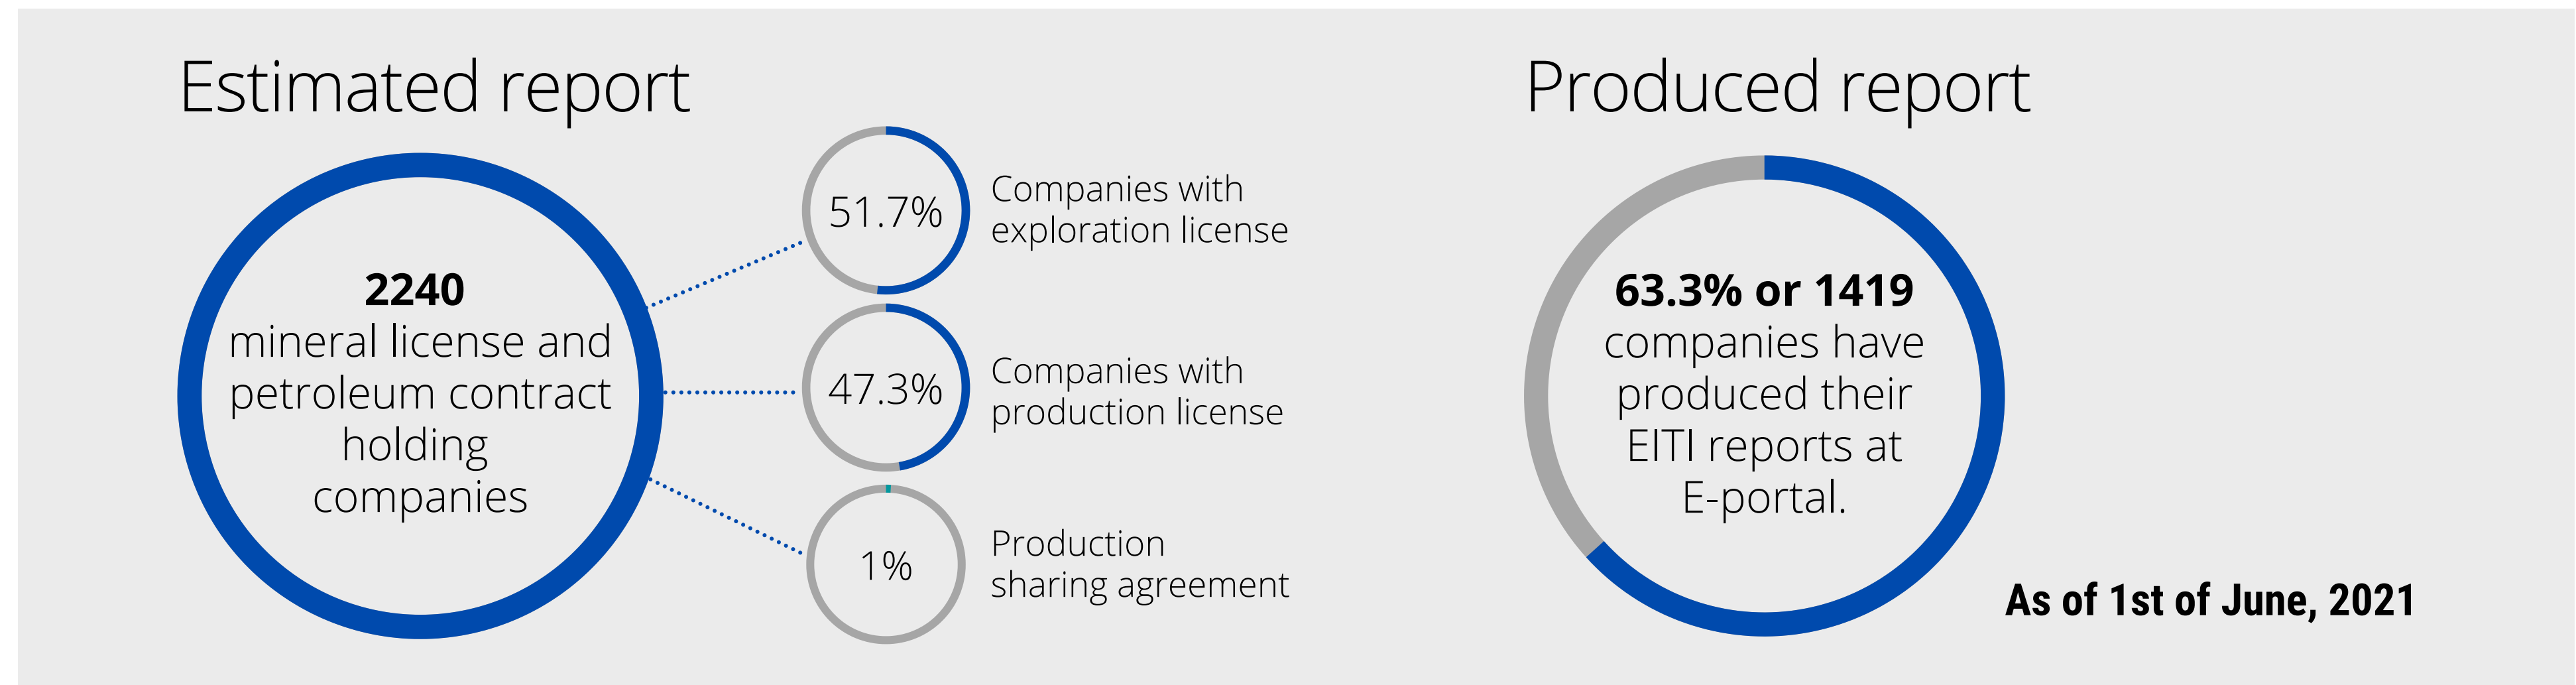 Estimated report
2240
mineral license and
petroleum contract
holding
companies
51.7%
Companies with
exploration license
47.3%
Companies with
production license
1%
Production
sharing agreement
Produced report
63.3% or 1419
companies have
produced their
EITI reports at
E-portal.
As of 1st of June, 2021